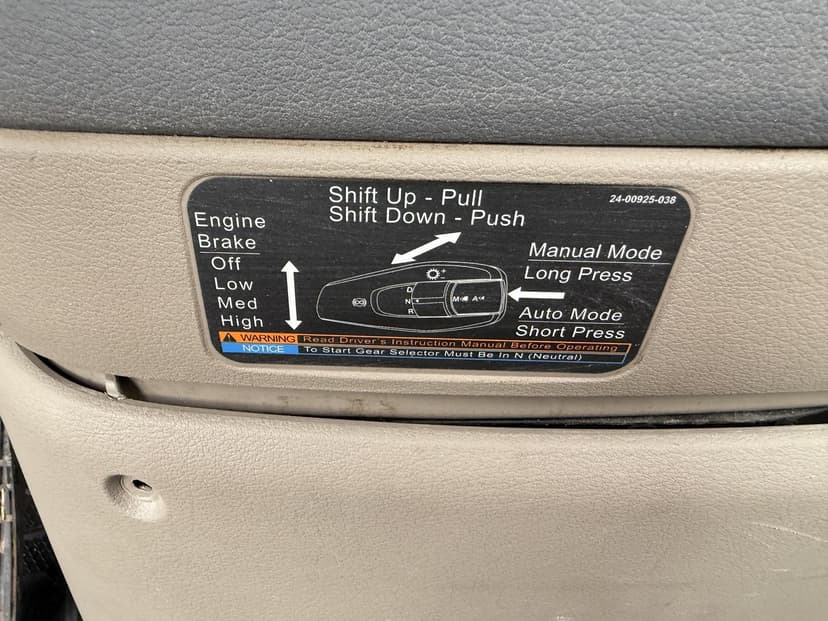 Shift Up - Pull
Shift Down - Push
24-00925-038
Engine
Brake
Off
Low
Med
High
D
N
R
M
A
Manual Mode
Long Press
Auto Mode
Short Press
WARNING Read Driver's Instruction Manual Before Operating
NOTICE To Start Gear Selector Must Be In N (Neutral)